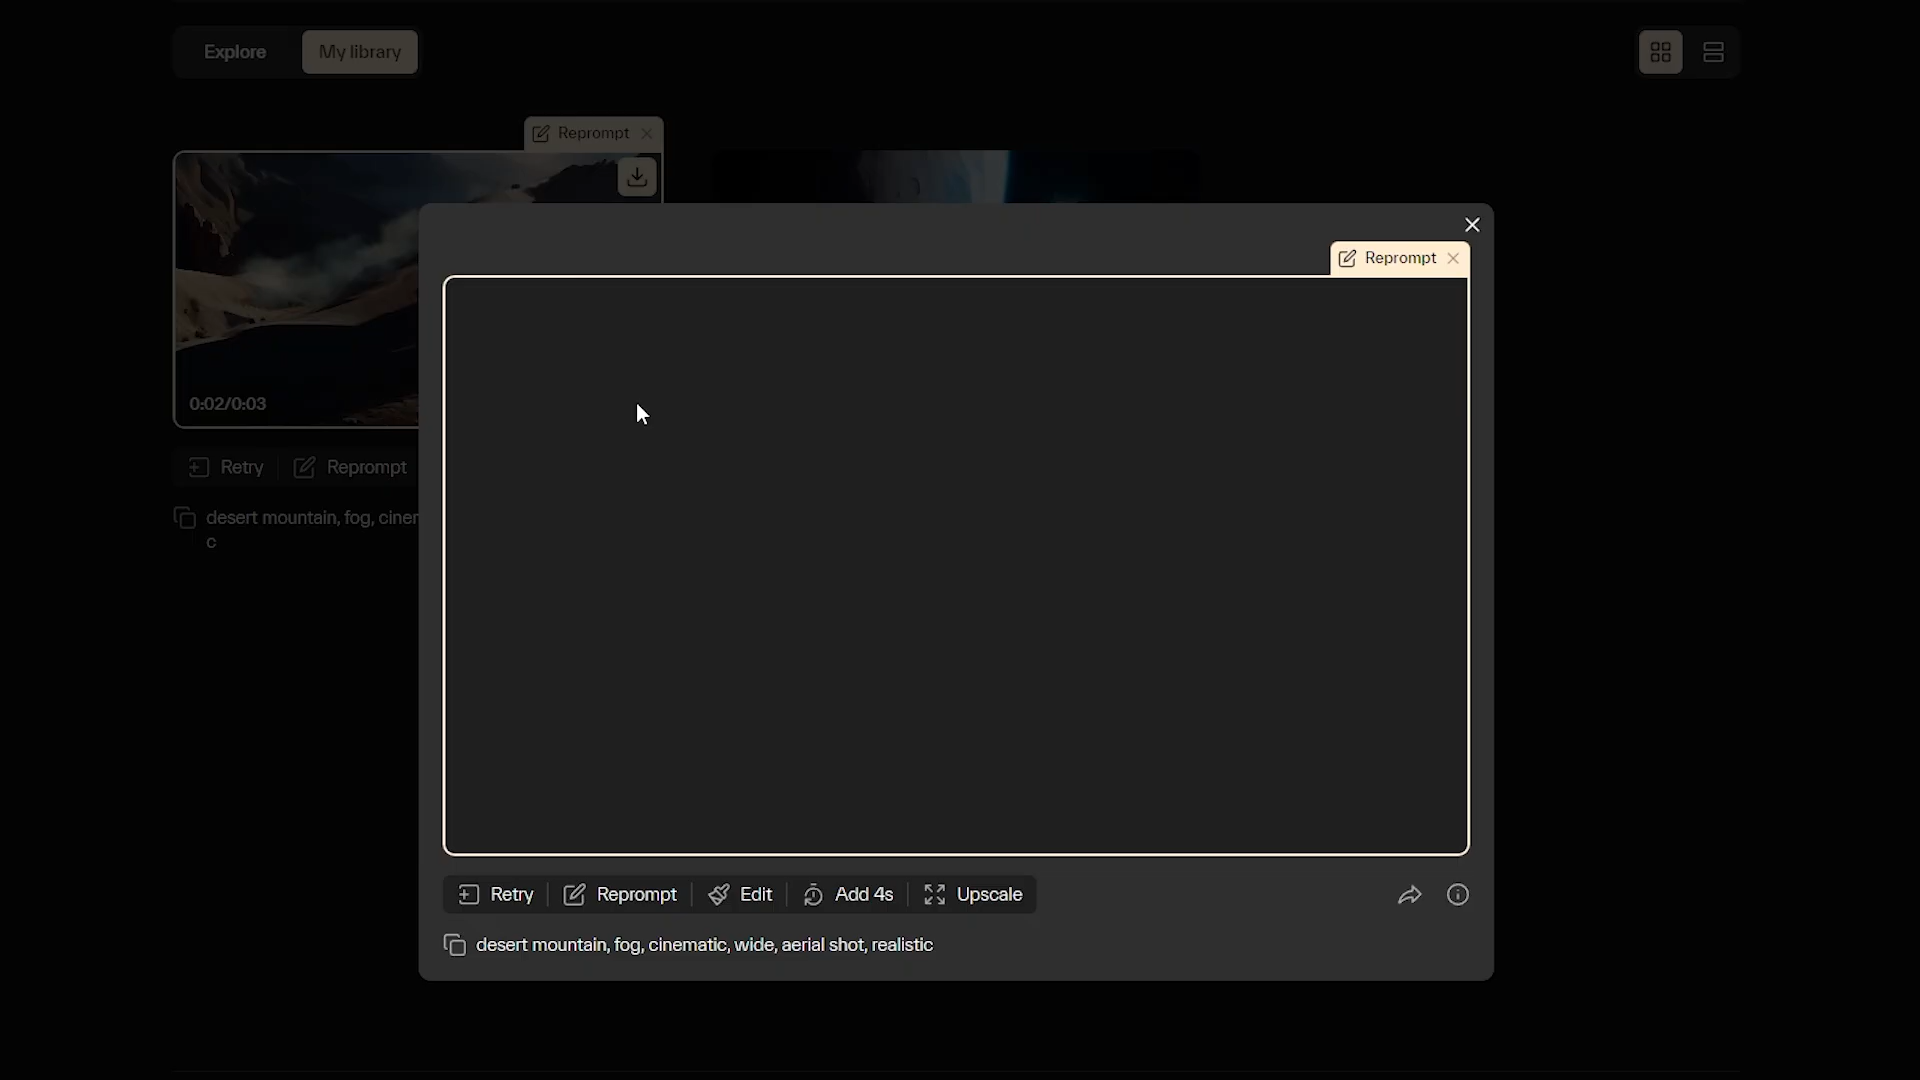 Explore
My library
Reprompt
Reprompt
0:02/0:03
Retry
Reprompt
desert mountain, fog, cinem
c
Retry
Reprompt
Edit
Add 4s
Upscale
desert mountain, fog, cinematic, wide, aerial shot, realistic